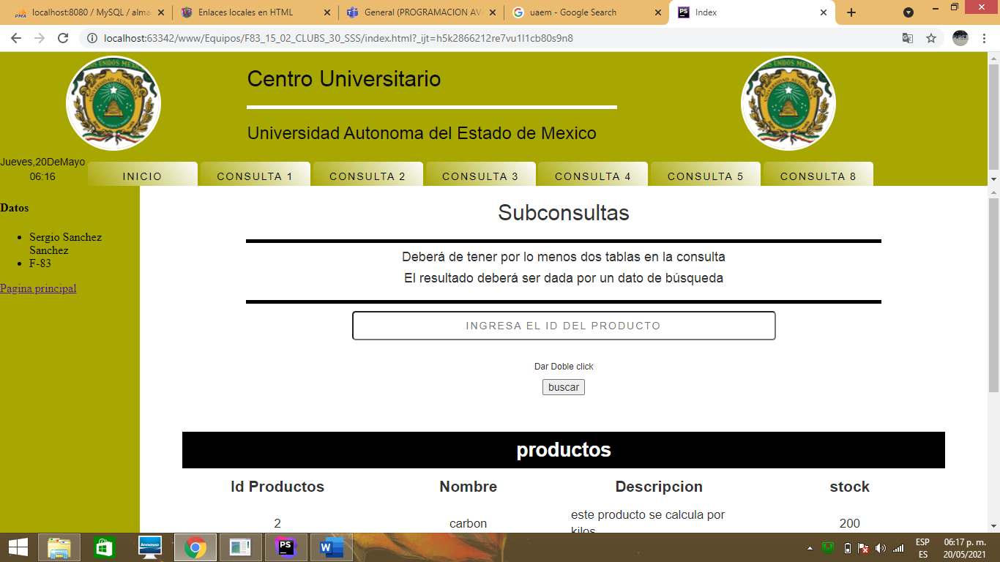 localhost:8080 / MySQL / alma
Enlaces locales en HTML
General (PROGRAMACION AVA
uaem - Google Search
Index
localhost:63342/www/Equipos/F83_15_02_CLUBS_30_SSS/index.html?_ijt=h5k2866212re7vu1l1cb80s9n8
Centro Universitario
Universidad Autonoma del Estado de Mexico
Jueves,20DeMayo
06:16
INICIO
CONSULTA 1
CONSULTA 2
CONSULTA 3
CONSULTA 4
CONSULTA 5
CONSULTA 8
Datos
Sergio Sanchez
Sanchez
F-83
Pagina principal
Subconsultas
Deberá de tener por lo menos dos tablas en la consulta
El resultado deberá ser dada por un dato de búsqueda
INGRESA EL ID DEL PRODUCTO
Dar Doble click
buscar
productos
Id Productos Nombre Descripcion stock
2 carbon este producto se calcula por 200
kilos
lenovo
PS
ESP
ES
06:17 p. m.
20/05/2021